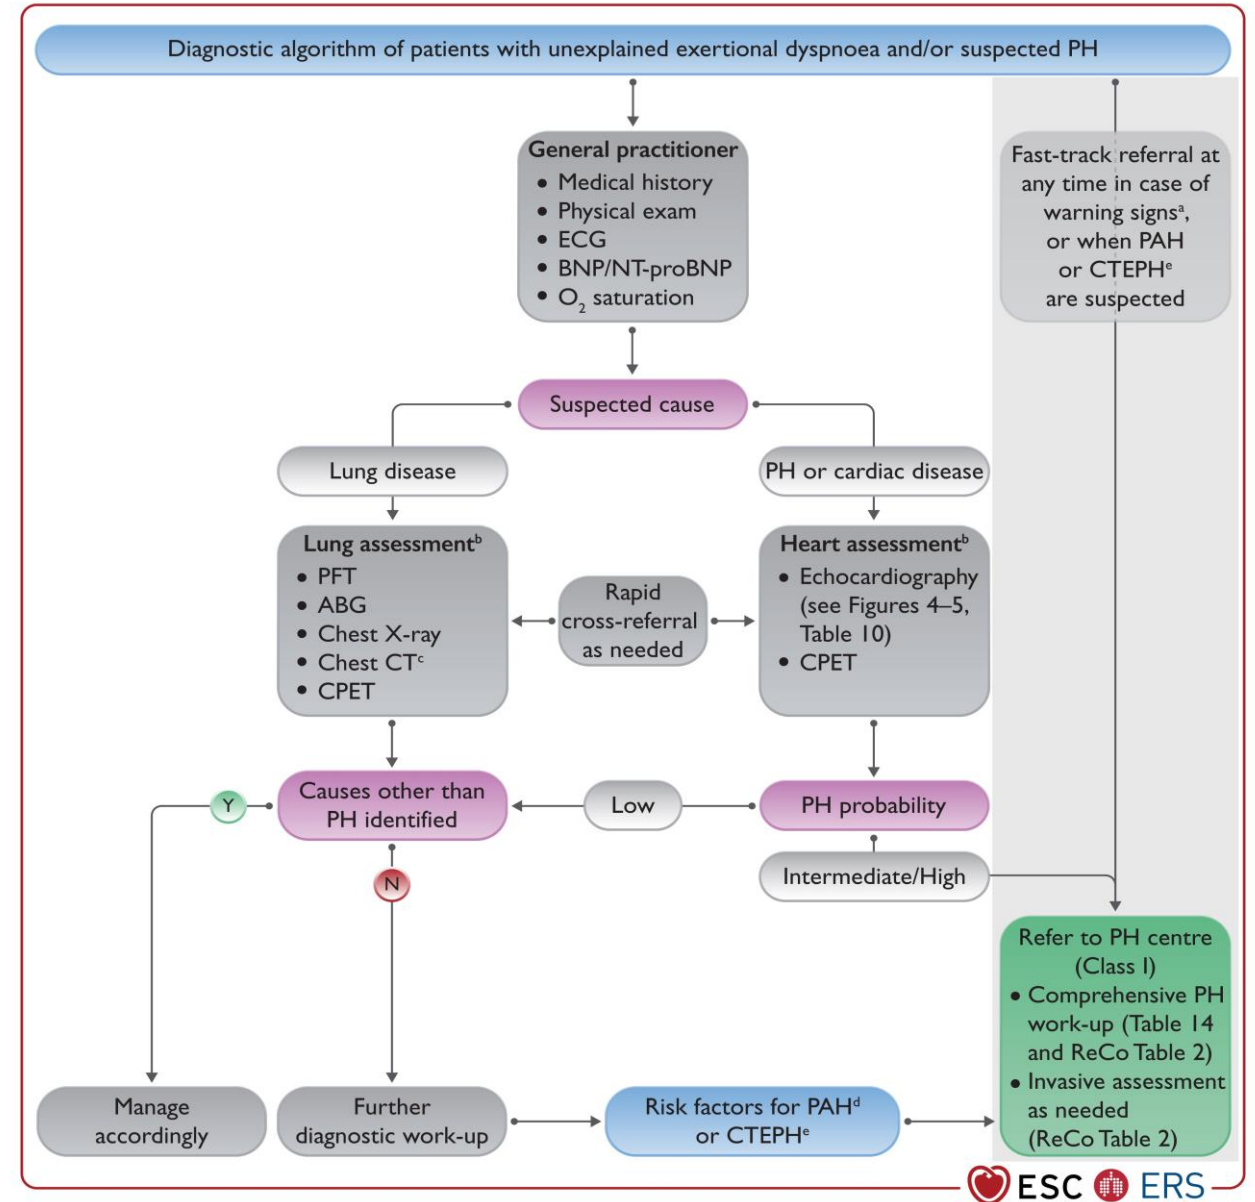 Diagnostic algorithm of patients with unexplained exertional dyspnoea and/or suspected PH
General practitioner
• Medical history
• Physical exam
• ECG
• BNP/NT-proBNP
• O₂ saturation
Fast-track referral at
any time in case of
warning signsᵃ,
or when PAH
or CTEPHᵉ
are suspected
Suspected cause
Lung disease
PH or cardiac disease
Lung assessmentᵇ
• PFT
• ABG
• Chest X-ray
• Chest CTᶜ
• CPET
Rapid
cross-referral
as needed
Heart assessmentᵇ
• Echocardiography
(see Figures 4–5,
Table 10)
• CPET
Y
Causes other than
PH identified
Low
PH probability
N
Intermediate/High
Refer to PH centre
(Class I)
• Comprehensive PH
work-up (Table 14
and ReCo Table 2)
• Invasive assessment
as needed
(ReCo Table 2)
Manage
accordingly
Further
diagnostic work-up
Risk factors for PAHᵈ
or CTEPHᵉ
ESC ERS